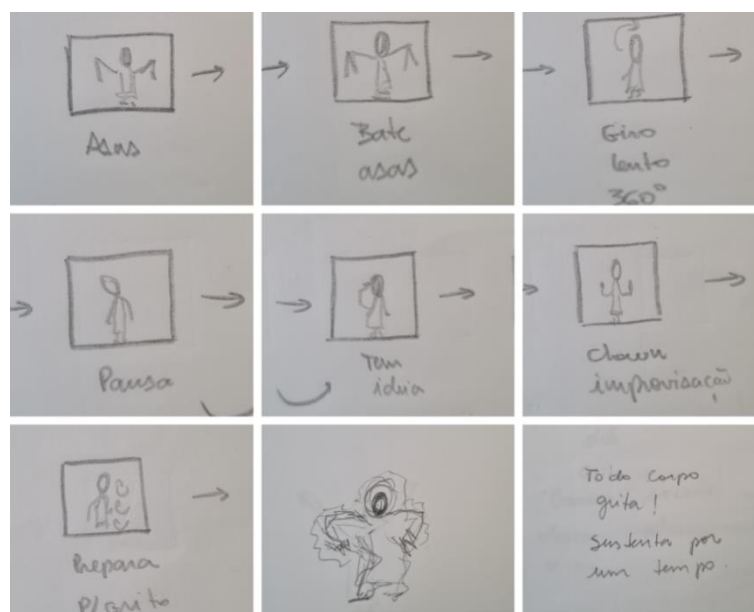 Asas
Bate
asas
Giro
lento
360°
Pausa
Tem
ideia
Clown
improvisação
Prepara
p/ grito
Todo corpo
grita!
Sustenta por
um tempo.